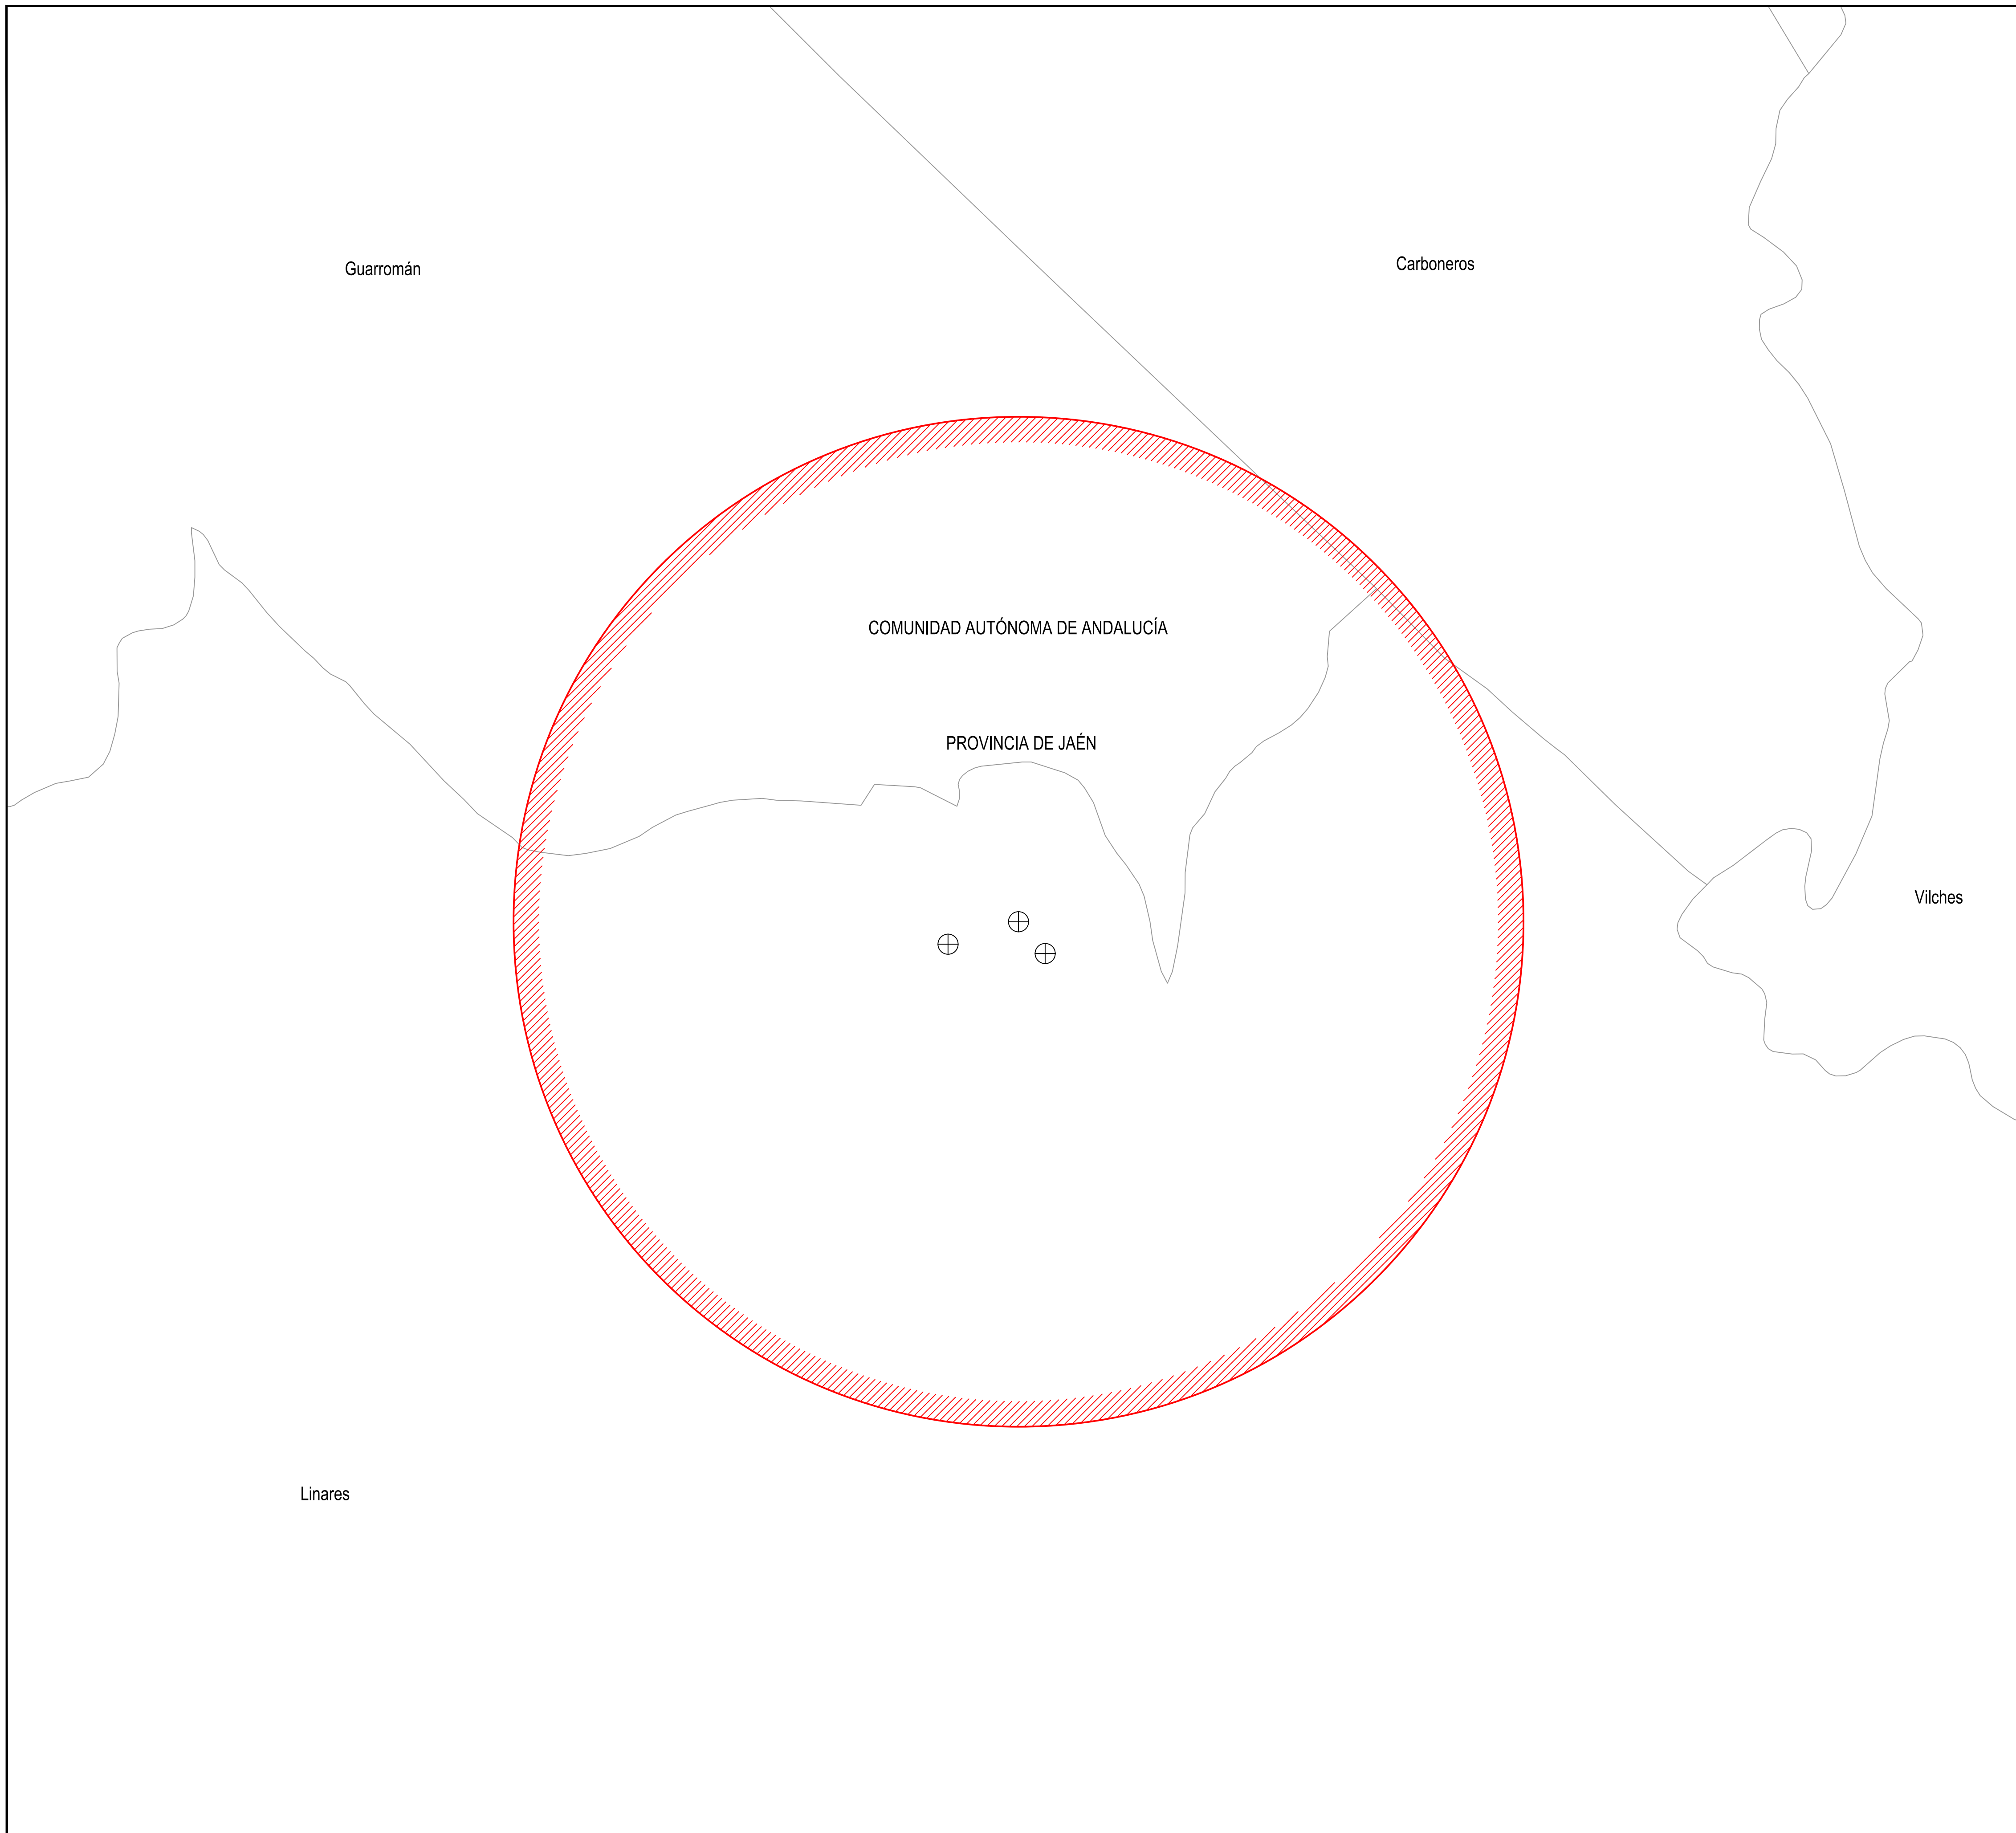 Guarromán
Carboneros
COMUNIDAD AUTÓNOMA DE ANDALUCÍA
PROVINCIA DE JAÉN
Vilches
Linares